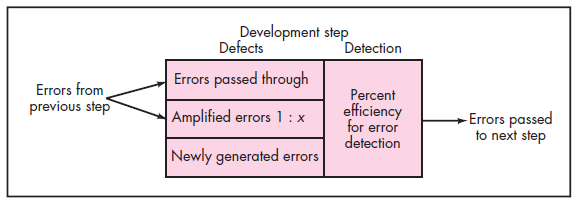 Development step
Defects
Detection
Errors from
previous step
Errors passed through
Amplified errors 1 : x
Newly generated errors
Percent
efficiency
for error
detection
Errors passed
to next step